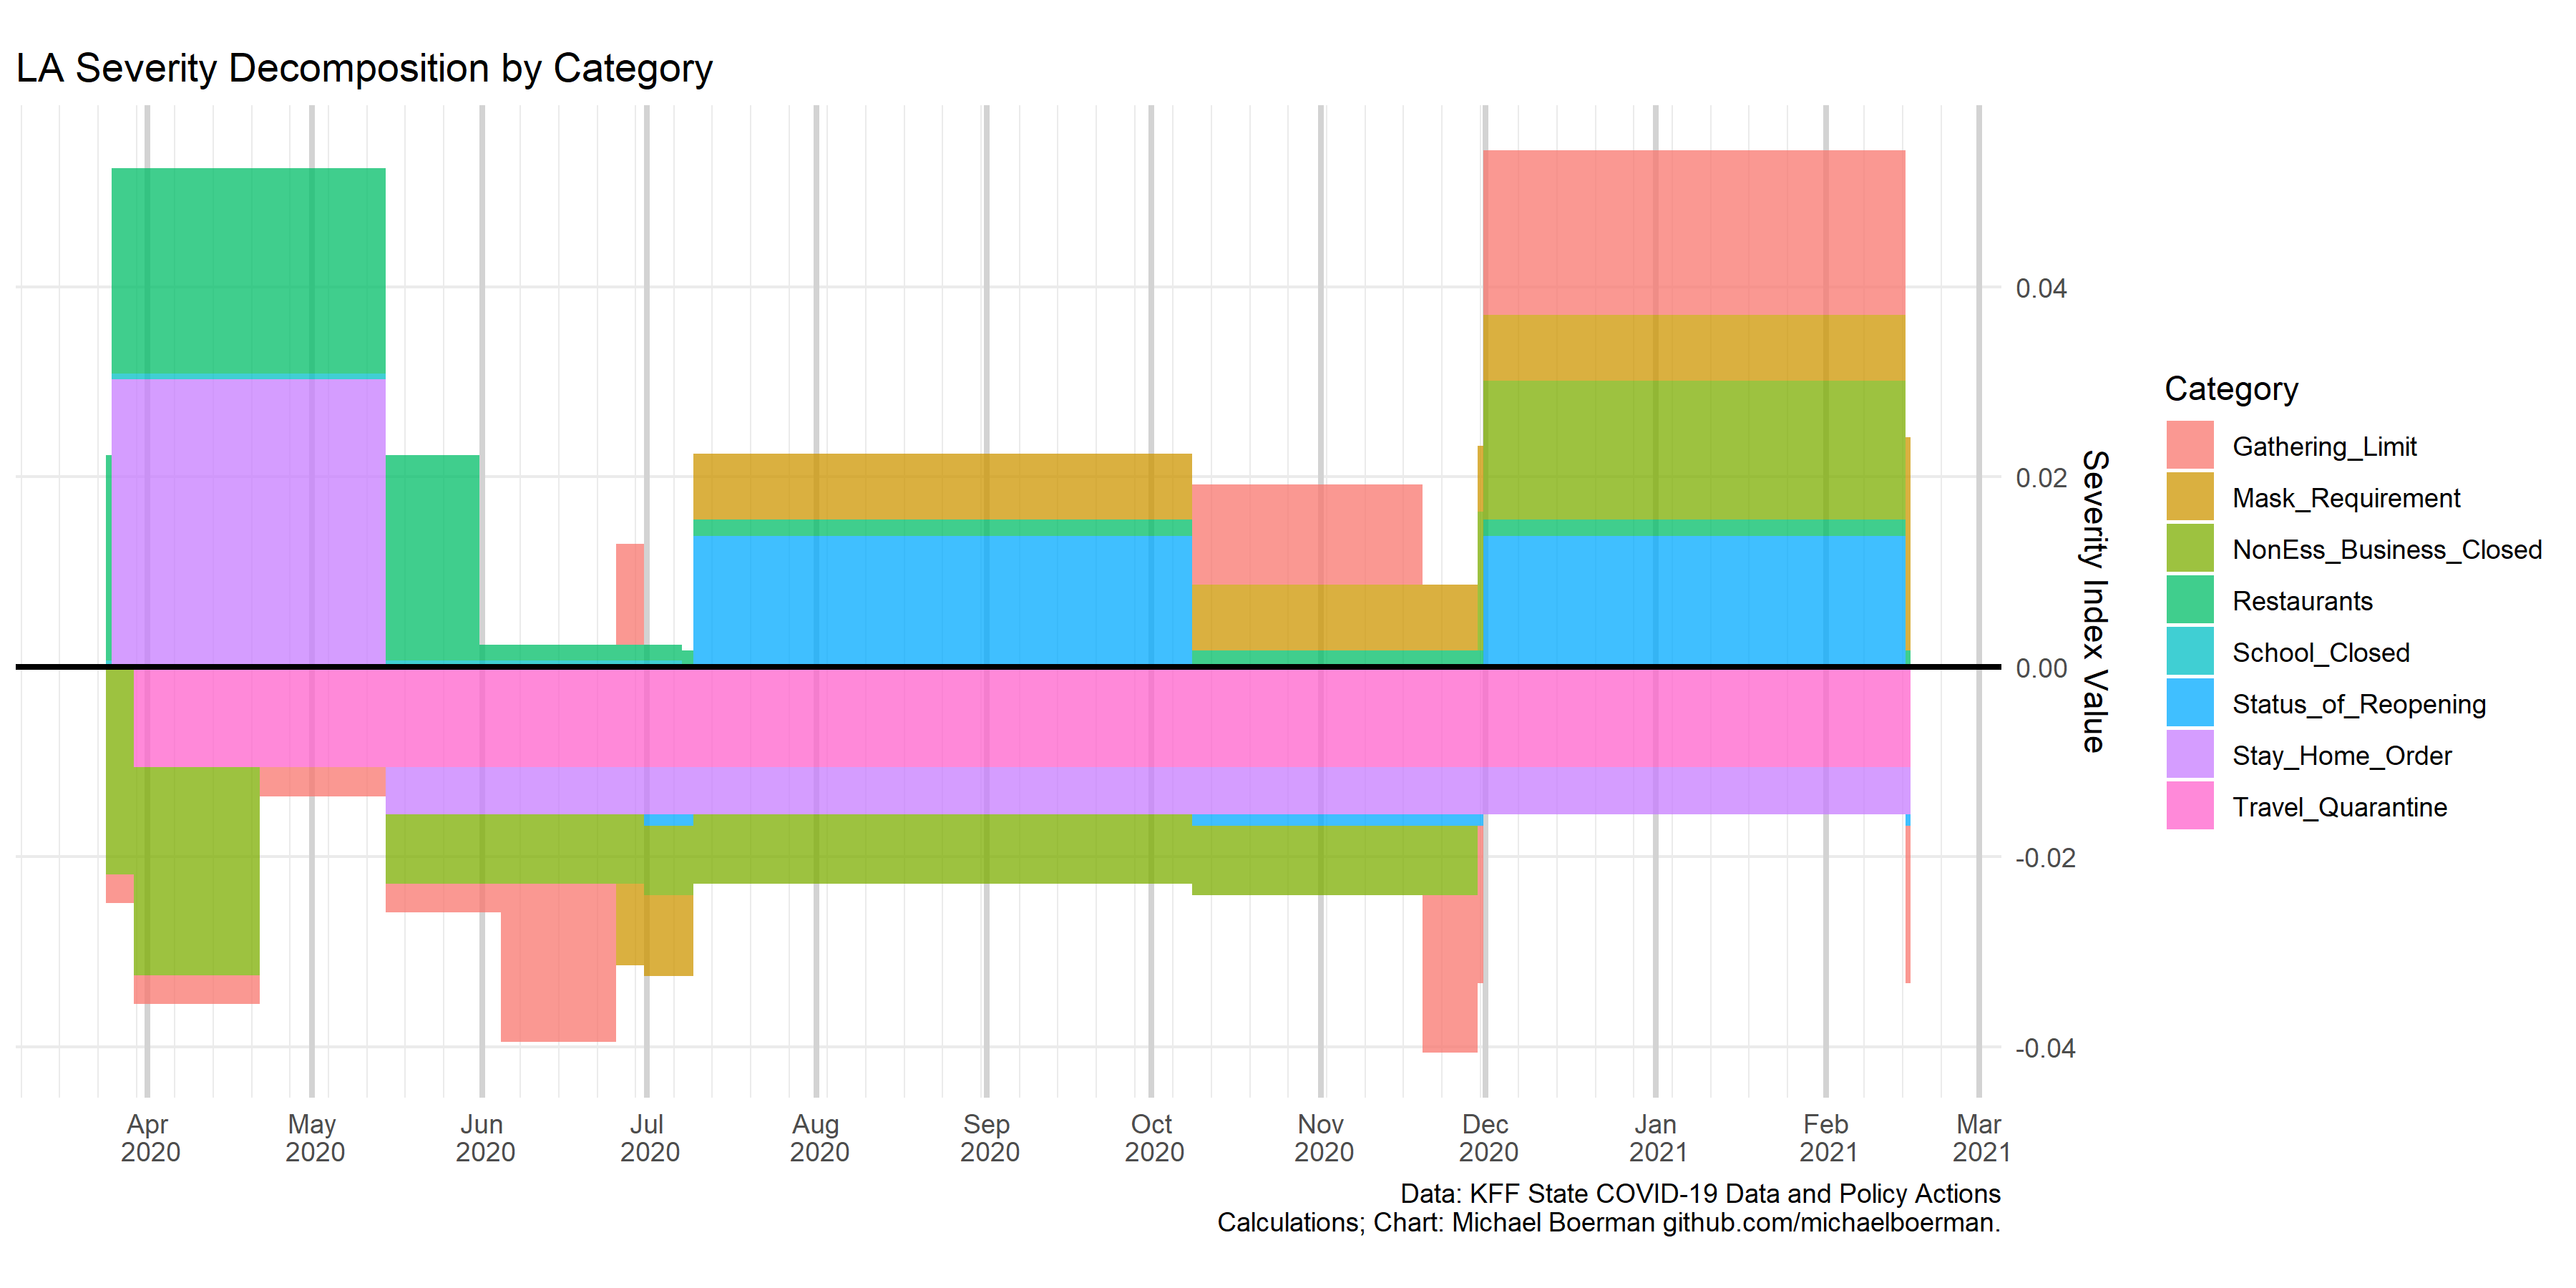 LA Severity Decomposition by Category
0.04
0.02
0.00
-0.02
-0.04
Severity Index Value
Apr
2020
May
2020
Jun
2020
Jul
2020
Aug
2020
Sep
2020
Oct
2020
Nov
2020
Dec
2020
Jan
2021
Feb
2021
Mar
2021
Category
Gathering_Limit
Mask_Requirement
NonEss_Business_Closed
Restaurants
School_Closed
Status_of_Reopening
Stay_Home_Order
Travel_Quarantine
Data: KFF State COVID-19 Data and Policy Actions
Calculations; Chart: Michael Boerman github.com/michaelboerman.